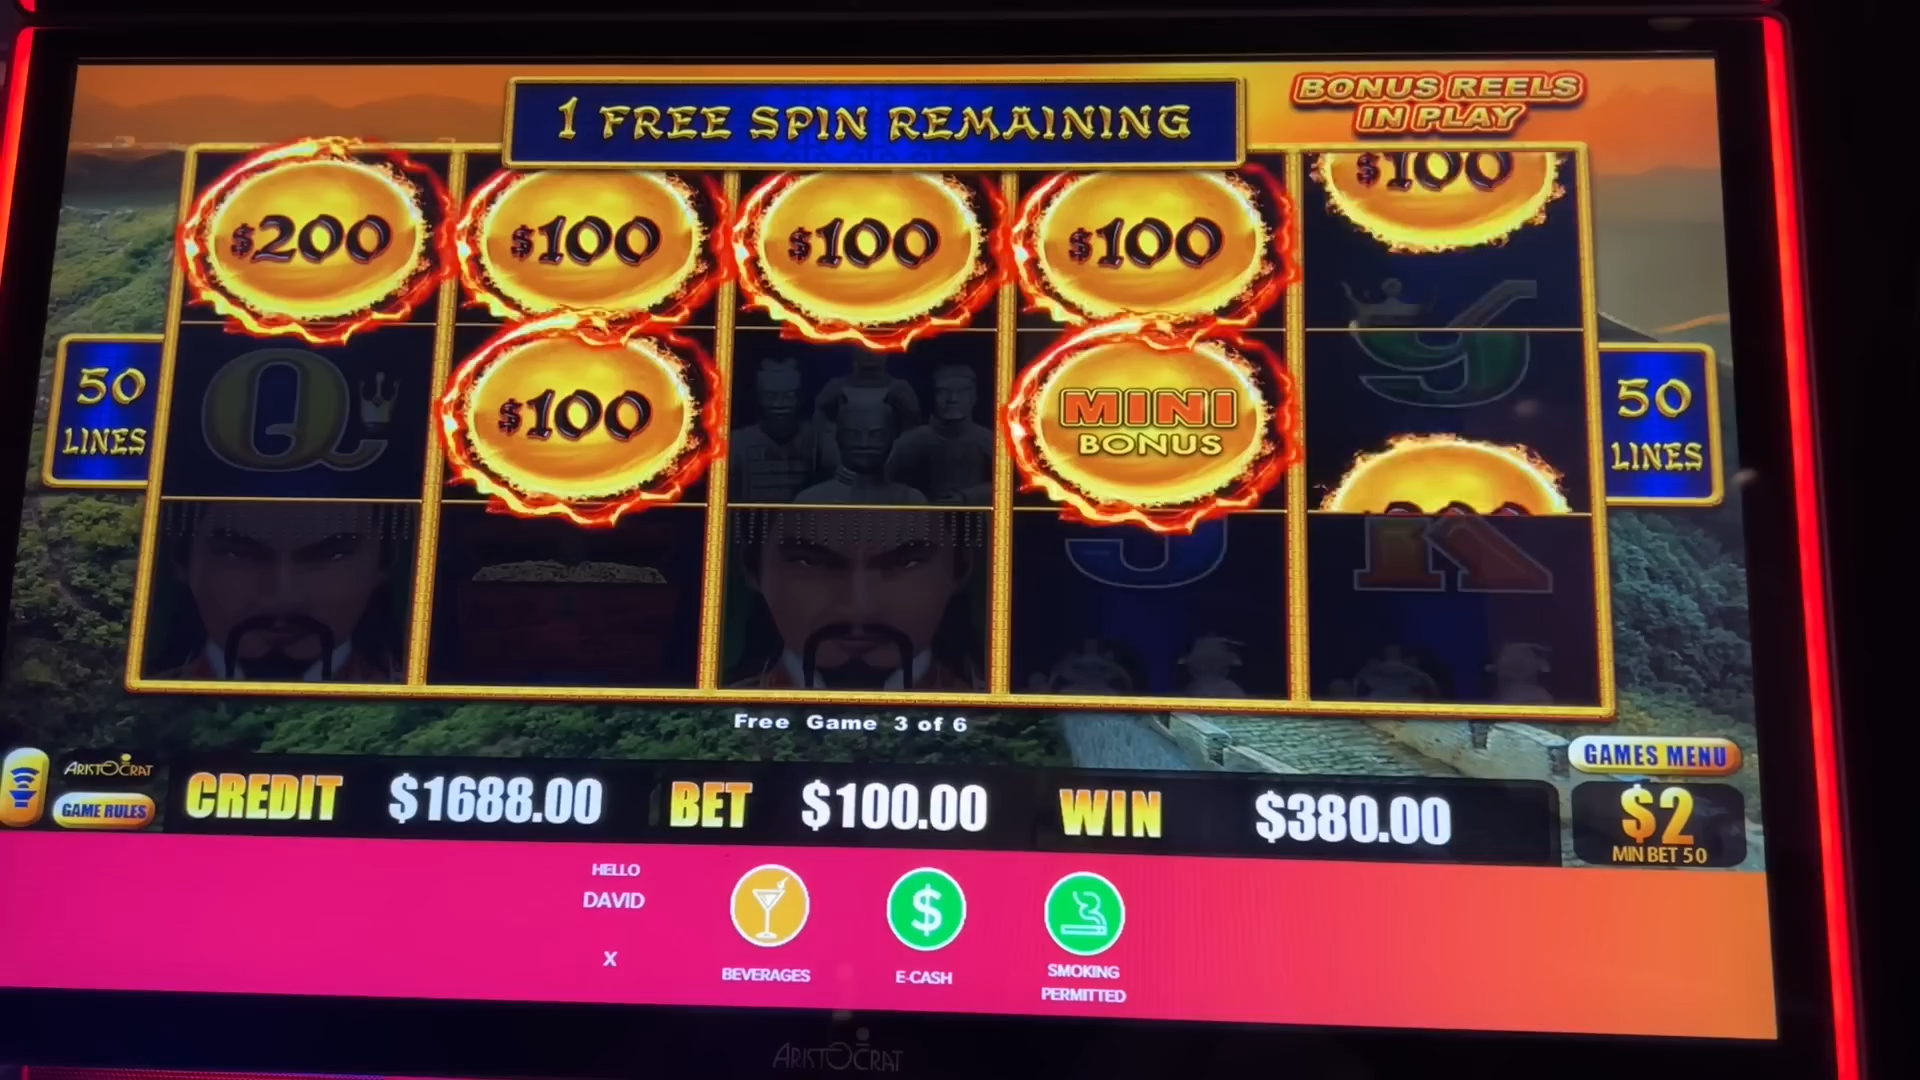 1 FREE SPIN REMAINING
BONUS REELS
IN PLAY
$200
$100
$100
$100
$100
50
LINES
Q
$100
MINI
BONUS
9
50
LINES
J
K
Free Game 3 of 6
ARISTOCRAT
GAME RULES
CREDIT $1688.00
BET $100.00
WIN $380.00
GAMES MENU
$2
MIN BET 50
HELLO
DAVID
X
BEVERAGES
$
E-CASH
SMOKING
PERMITTED
ARISTOCRAT